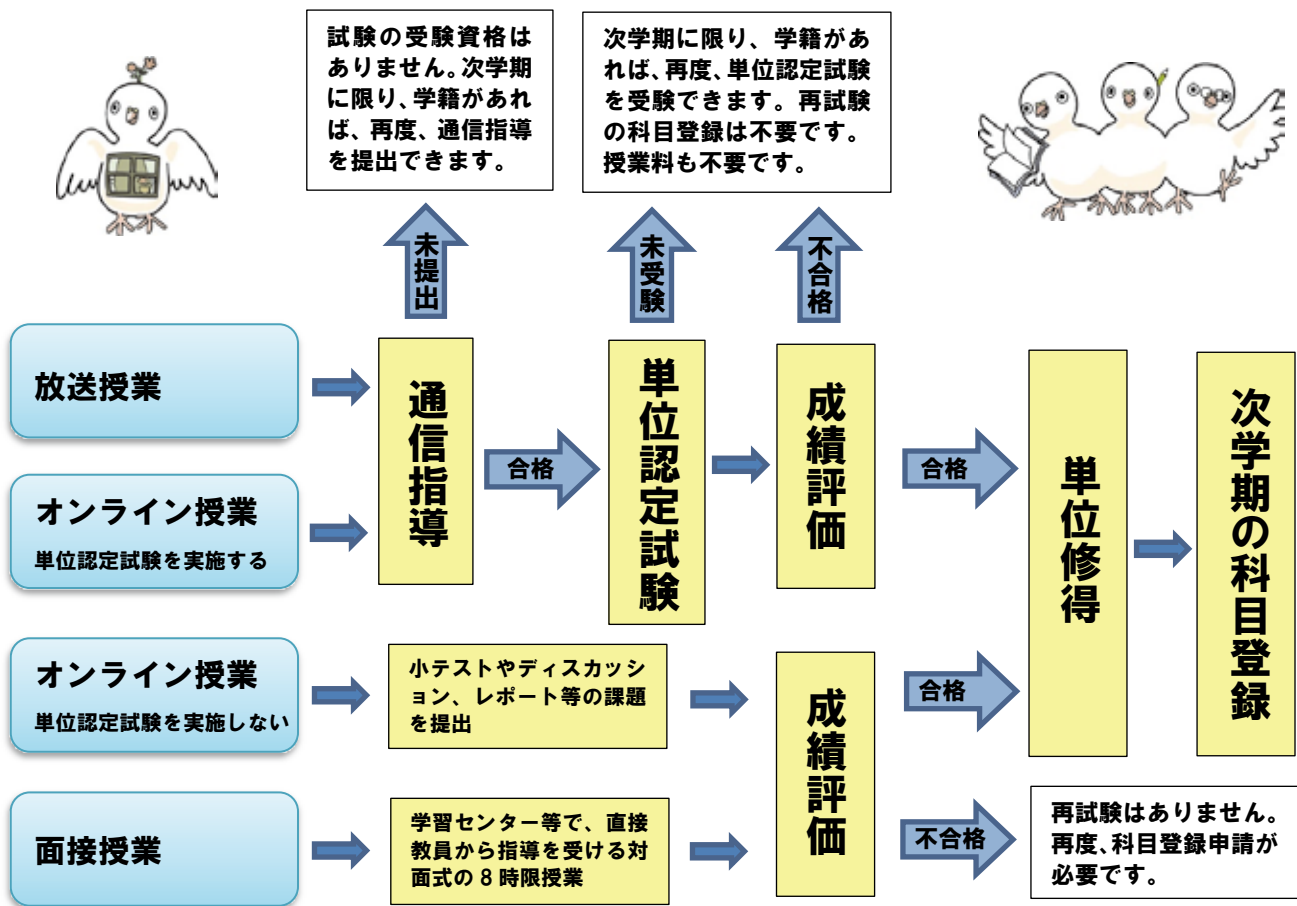 試験の受験資格は
ありません。次学期
に限り、学籍があれ
ば、再度、通信指導
を提出できます。
次学期に限り、学籍があ
れば、再度、単位認定試験
を受験できます。再試験
の科目登録は不要です。
授業料も不要です。
未提出
未受験
不合格
放送授業
オンライン授業
単位認定試験を実施する
通信指導
合格
単位認定試験
成績評価
合格
単位修得
次学期の科目登録
オンライン授業
単位認定試験を実施しない
小テストやディスカッシ
ョン、レポート等の課題
を提出
成績評価
合格
面接授業
学習センター等で、直接
教員から指導を受ける対
面式の8時限授業
不合格
再試験はありません。
再度、科目登録申請が
必要です。